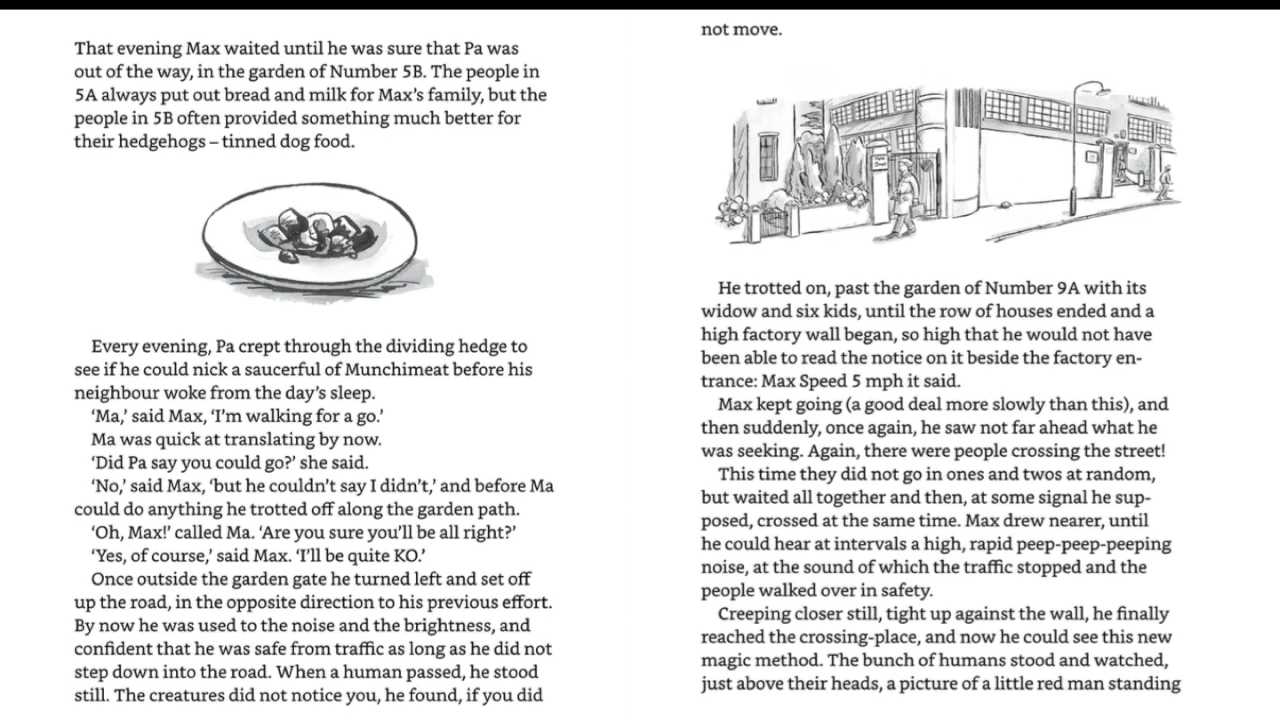 That evening Max waited until he was sure that Pa was
out of the way, in the garden of Number 5B. The people in
5A always put out bread and milk for Max's family, but the
people in 5B often provided something much better for
their hedgehogs – tinned dog food.
Every evening, Pa crept through the dividing hedge to
see if he could nick a saucerful of Munchimeat before his
neighbour woke from the day's sleep.
'Ma,' said Max, 'I'm walking for a go.'
Ma was quick at translating by now.
'Did Pa say you could go?' she said.
'No,' said Max, 'but he couldn't say I didn't,' and before Ma
could do anything he trotted off along the garden path.
'Oh, Max!' called Ma. 'Are you sure you'll be all right?'
'Yes, of course,' said Max. 'I'll be quite KO.'
Once outside the garden gate he turned left and set off
up the road, in the opposite direction to his previous effort.
By now he was used to the noise and the brightness, and
confident that he was safe from traffic as long as he did not
step down into the road. When a human passed, he stood
still. The creatures did not notice you, he found, if you did
not move.
He trotted on, past the garden of Number 9A with its
widow and six kids, until the row of houses ended and a
high factory wall began, so high that he would not have
been able to read the notice on it beside the factory en-
trance: Max Speed 5 mph it said.
Max kept going (a good deal more slowly than this), and
then suddenly, once again, he saw not far ahead what he
was seeking. Again, there were people crossing the street!
This time they did not go in ones and twos at random,
but waited all together and then, at some signal he sup-
posed, crossed at the same time. Max drew nearer, until
he could hear at intervals a high, rapid peep-peep-peeping
noise, at the sound of which the traffic stopped and the
people walked over in safety.
Creeping closer still, tight up against the wall, he finally
reached the crossing-place, and now he could see this new
magic method. The bunch of humans stood and watched,
just above their heads, a picture of a little red man standing